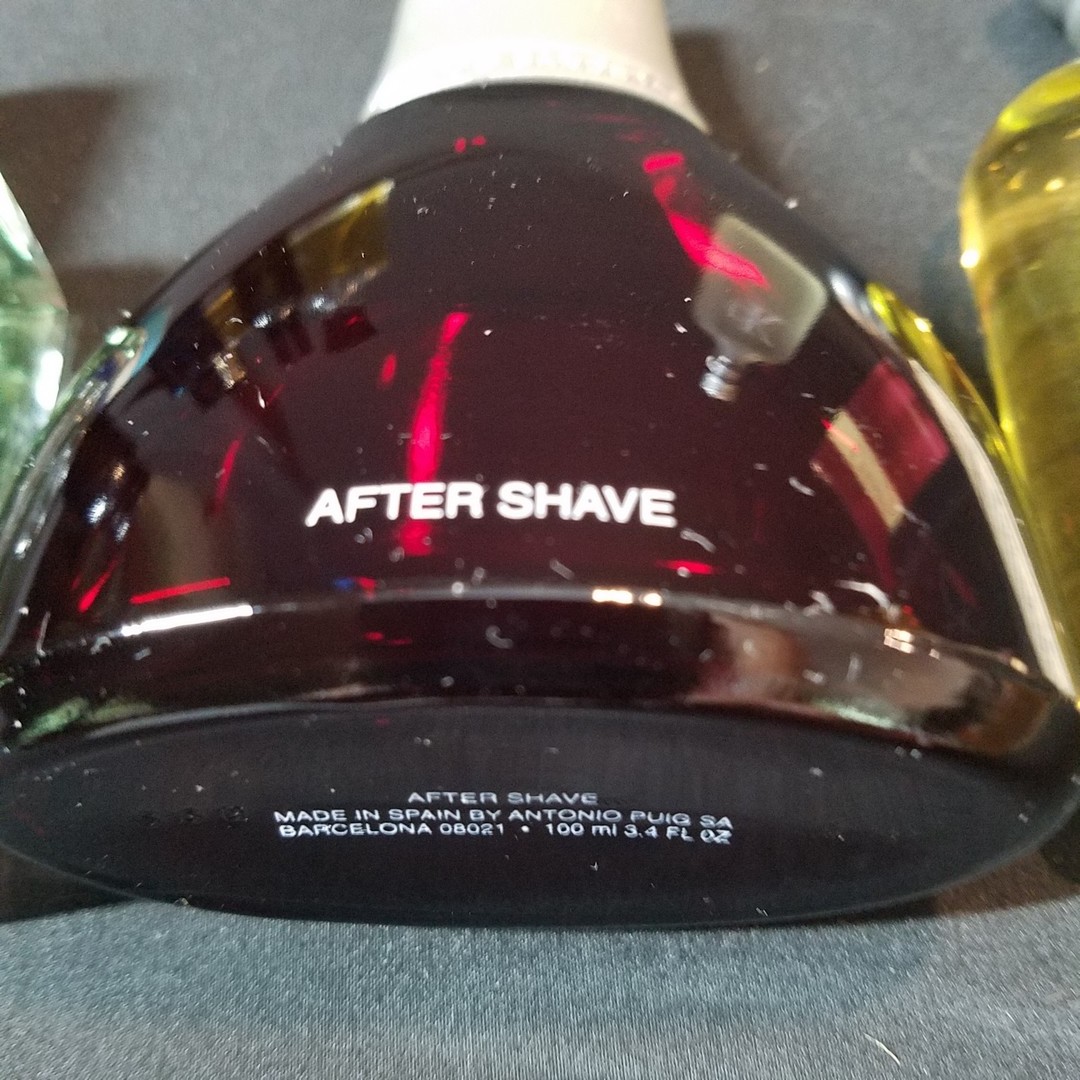 AFTER SHAVE
AFTER SHAVE
MADE IN SPAIN BY ANTONIO PUIG SA
BARCELONA 08021 • 100 ml 3.4 FL OZ